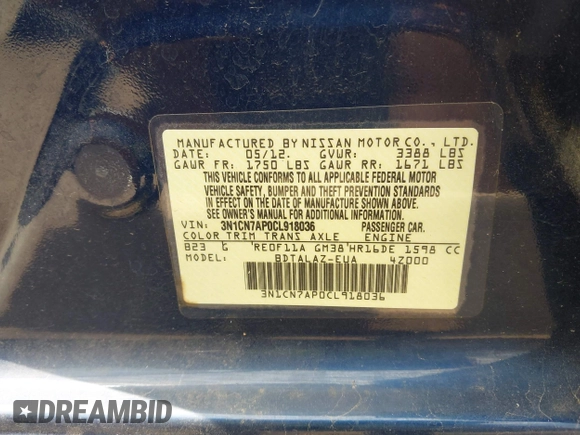 MANUFACTURED BY NISSAN MOTOR CO., LTD.
DATE: 05/12. GVWR: 3388 LBS
GAWR FR: 1750 LBS GAWR RR: 1671 LBS
THIS VEHICLE CONFORMS TO ALL APPLICABLE FEDERAL MOTOR
VEHICLE SAFETY, BUMPER AND THEFT PREVENTION STANDARDS
IN EFFECT ON THE DATE OF MANUFACTURE SHOWN ABOVE.
SEE OWNER'S MANUAL FOR ADDITIONAL INFORMATION.
VIN: 3N1CN7AP0CL918036 PASSENGER CAR.
COLOR TRIM TRANS AXLE ENGINE
B23 G RE0F11A GM38 HR16DE 1598 CC
MODEL: BDTALAZ-EUA 4Z000
3N1CN7AP0CL918036
DREAMBID